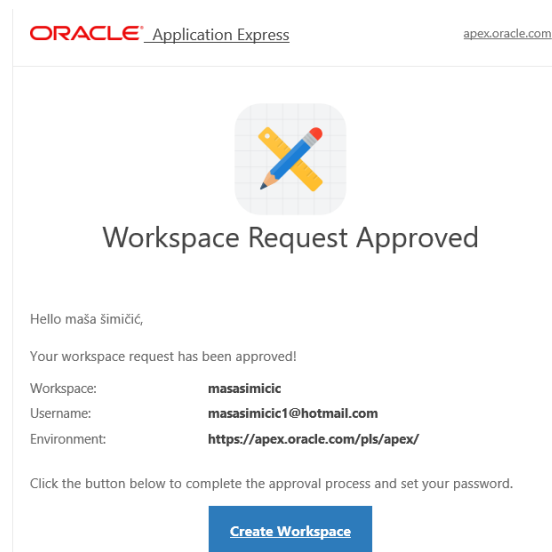 ORACLE Application Express
apex.oracle.com
Workspace Request Approved
Hello maša šimičić,
Your workspace request has been approved!
Workspace: masasimicic
Username: masasimicic1@hotmail.com
Environment: https://apex.oracle.com/pls/apex/
Click the button below to complete the approval process and set your password.
Create Workspace